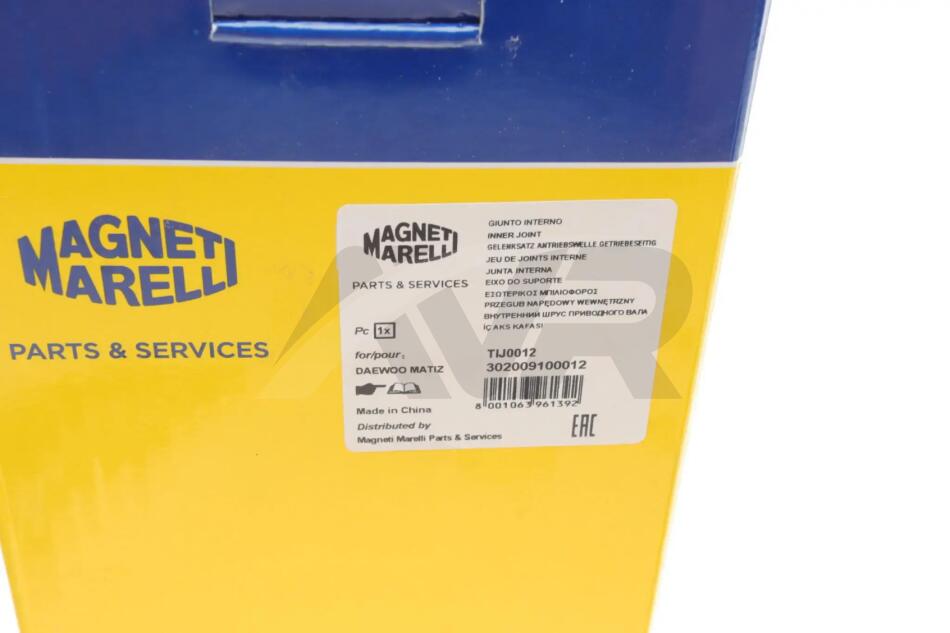 MAGNETI
MARELLI
PARTS & SERVICES
MAGNETI
MARELLI
PARTS & SERVICES
Pc 1x
for/pour:
DAEWOO MATIZ
Made in China
Distributed by
Magneti Marelli Parts & Services
GIUNTO INTERNO
INNER JOINT
GELENKSATZ ANTRIEBSWELLE GETRIEBESEITIG
JEU DE JOINTS INTERNE
JUNTA INTERNA
EIXO DO SUPORTE
ΕΣΩΤΕΡΙΚΟΣ ΜΠΙΛΙΟΦΟΡΟΣ
PRZEGUB NAPĘDOWY WEWNĘTRZNY
ВНУТРЕННИЙ ШРУС ПРИВОДНОГО ВАЛА
İÇ AKS KAFASI
TIJ0012
302009100012
8 001063 961392
EAC
AVR